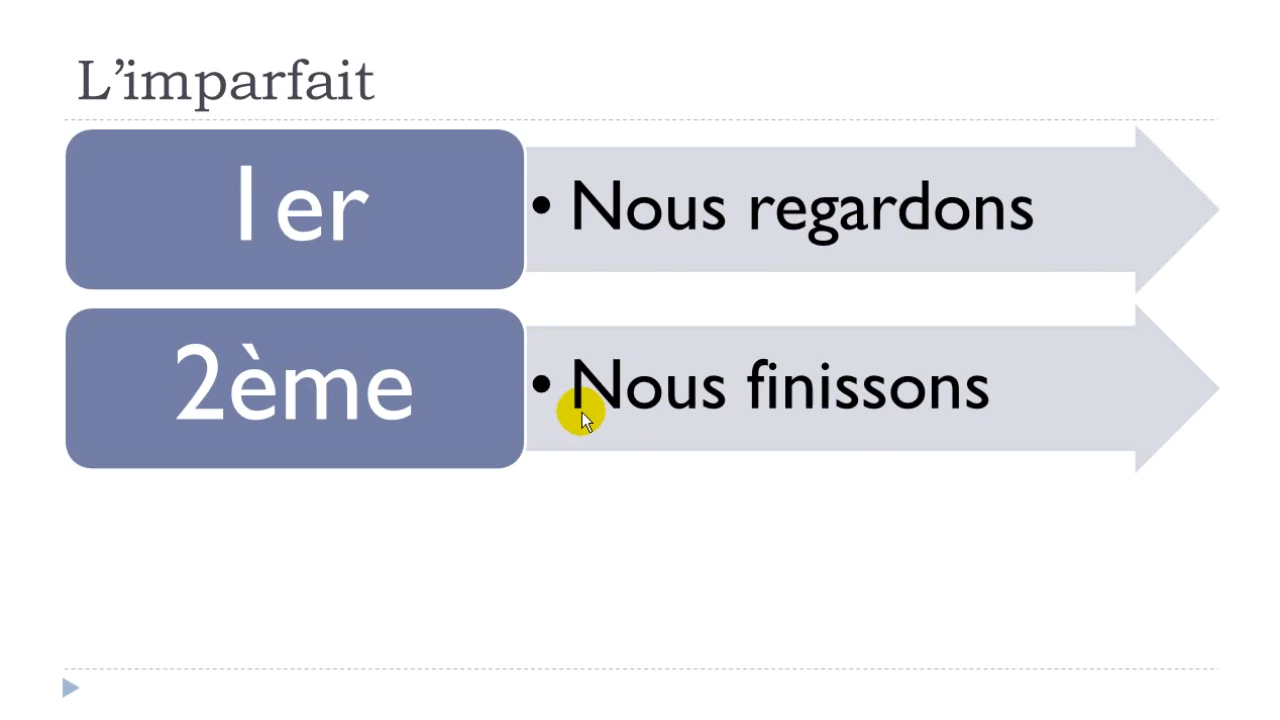 L’imparfait
1er
• Nous regardons
2ème
• Nous finissons